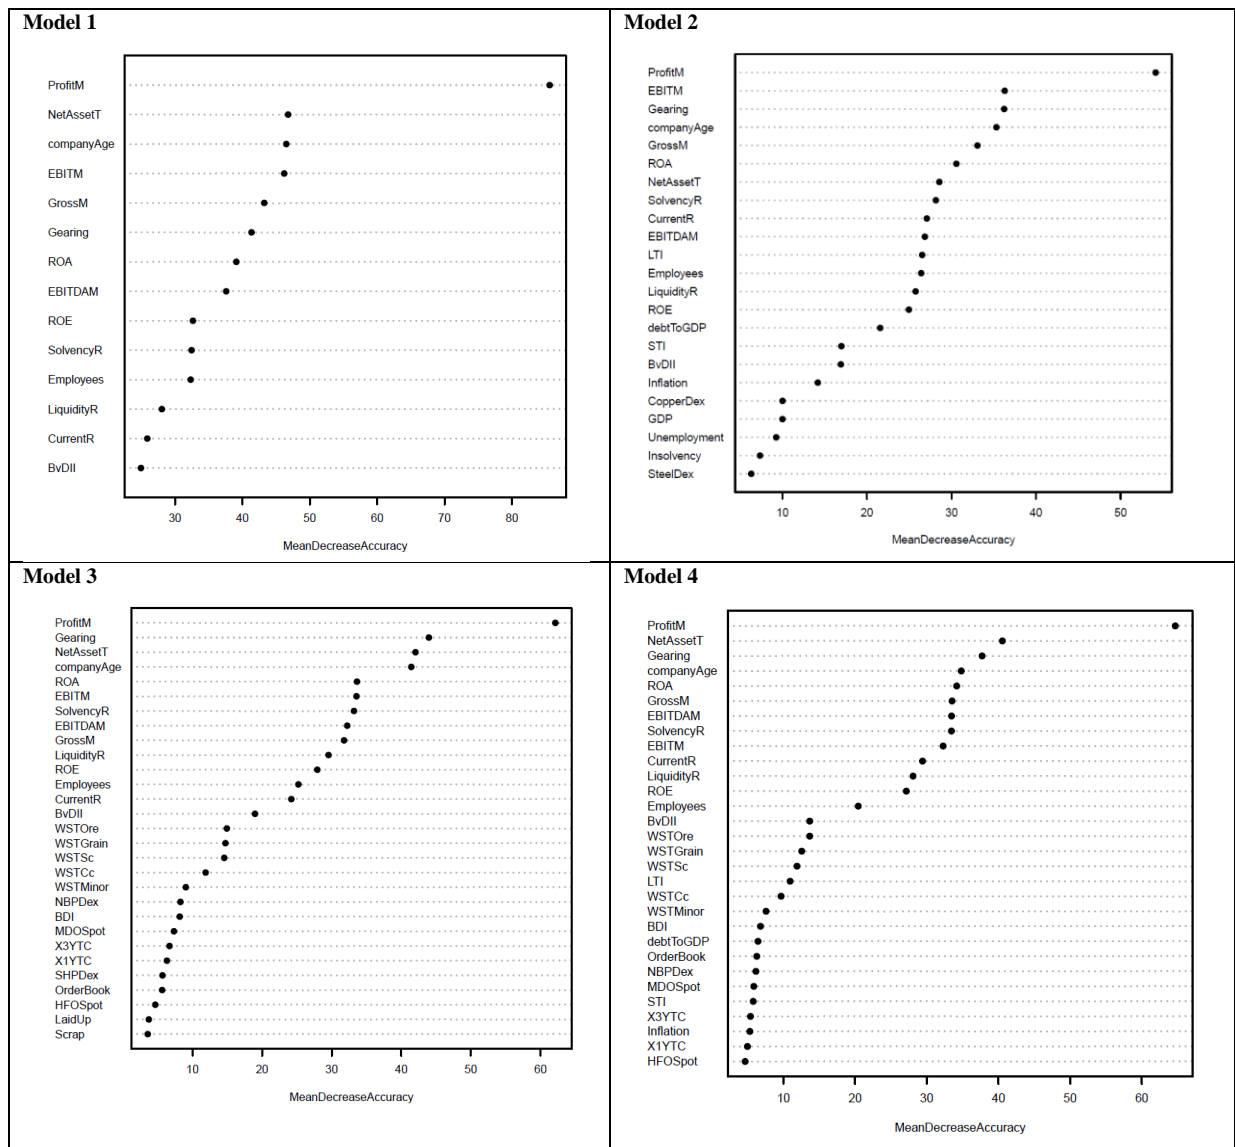 Model 1
ProfitM
NetAssetT
companyAge
EBITM
GrossM
Gearing
ROA
EBITDAM
ROE
SolvencyR
Employees
LiquidityR
CurrentR
BvDII
30 40 50 60 70 80
MeanDecreaseAccuracy
Model 2
ProfitM
EBITM
Gearing
companyAge
GrossM
ROA
NetAssetT
SolvencyR
CurrentR
EBITDAM
LTI
Employees
LiquidityR
ROE
debtToGDP
STI
BvDII
Inflation
CopperDex
GDP
Unemployment
Insolvency
SteelDex
10 20 30 40 50
MeanDecreaseAccuracy
Model 3
ProfitM
Gearing
NetAssetT
companyAge
ROA
EBITM
SolvencyR
EBITDAM
GrossM
LiquidityR
ROE
Employees
CurrentR
BvDII
WSTOre
WSTGrain
WSTSc
WSTCc
WSTMinor
NBPDex
BDI
MDOSpot
X3YTC
X1YTC
SHPDex
OrderBook
HFOSpot
LaidUp
Scrap
10 20 30 40 50 60
MeanDecreaseAccuracy
Model 4
ProfitM
NetAssetT
Gearing
companyAge
ROA
GrossM
EBITDAM
SolvencyR
EBITM
CurrentR
LiquidityR
ROE
Employees
BvDII
WSTOre
WSTGrain
WSTSc
LTI
WSTCc
WSTMinor
BDI
debtToGDP
OrderBook
NBPDex
MDOSpot
STI
X3YTC
Inflation
X1YTC
HFOSpot
10 20 30 40 50 60
MeanDecreaseAccuracy